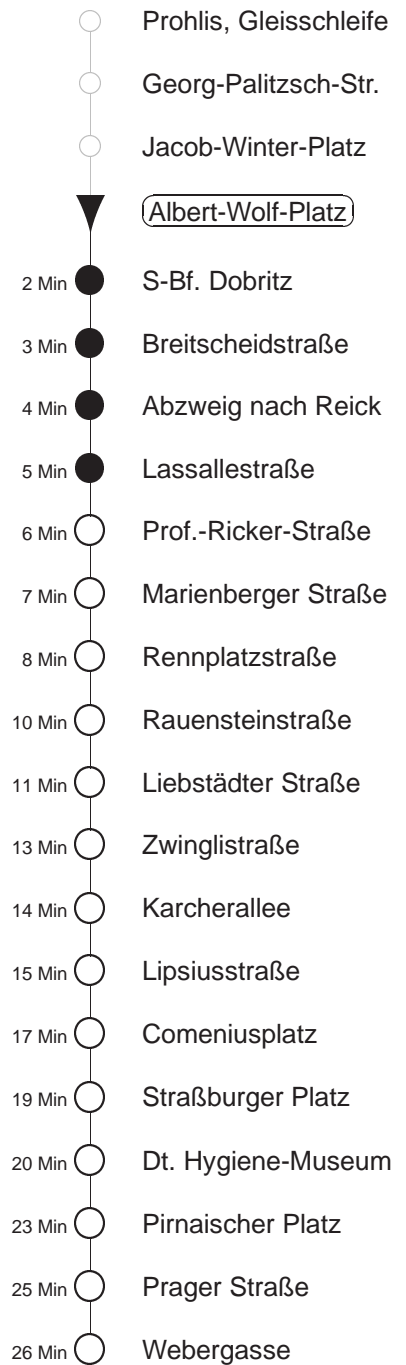 Prohlis, Gleisschleife
Georg-Palitzsch-Str.
Jacob-Winter-Platz
Albert-Wolf-Platz
2 Min S-Bf. Dobritz
3 Min Breitscheidstraße
4 Min Abzweig nach Reick
5 Min Lassallestraße
6 Min Prof.-Ricker-Straße
7 Min Marienberger Straße
8 Min Rennplatzstraße
10 Min Rauensteinstraße
11 Min Liebstädter Straße
13 Min Zwinglistraße
14 Min Karcherallee
15 Min Lipsiusstraße
17 Min Comeniusplatz
19 Min Straßburger Platz
20 Min Dt. Hygiene-Museum
23 Min Pirnaischer Platz
25 Min Prager Straße
26 Min Webergasse